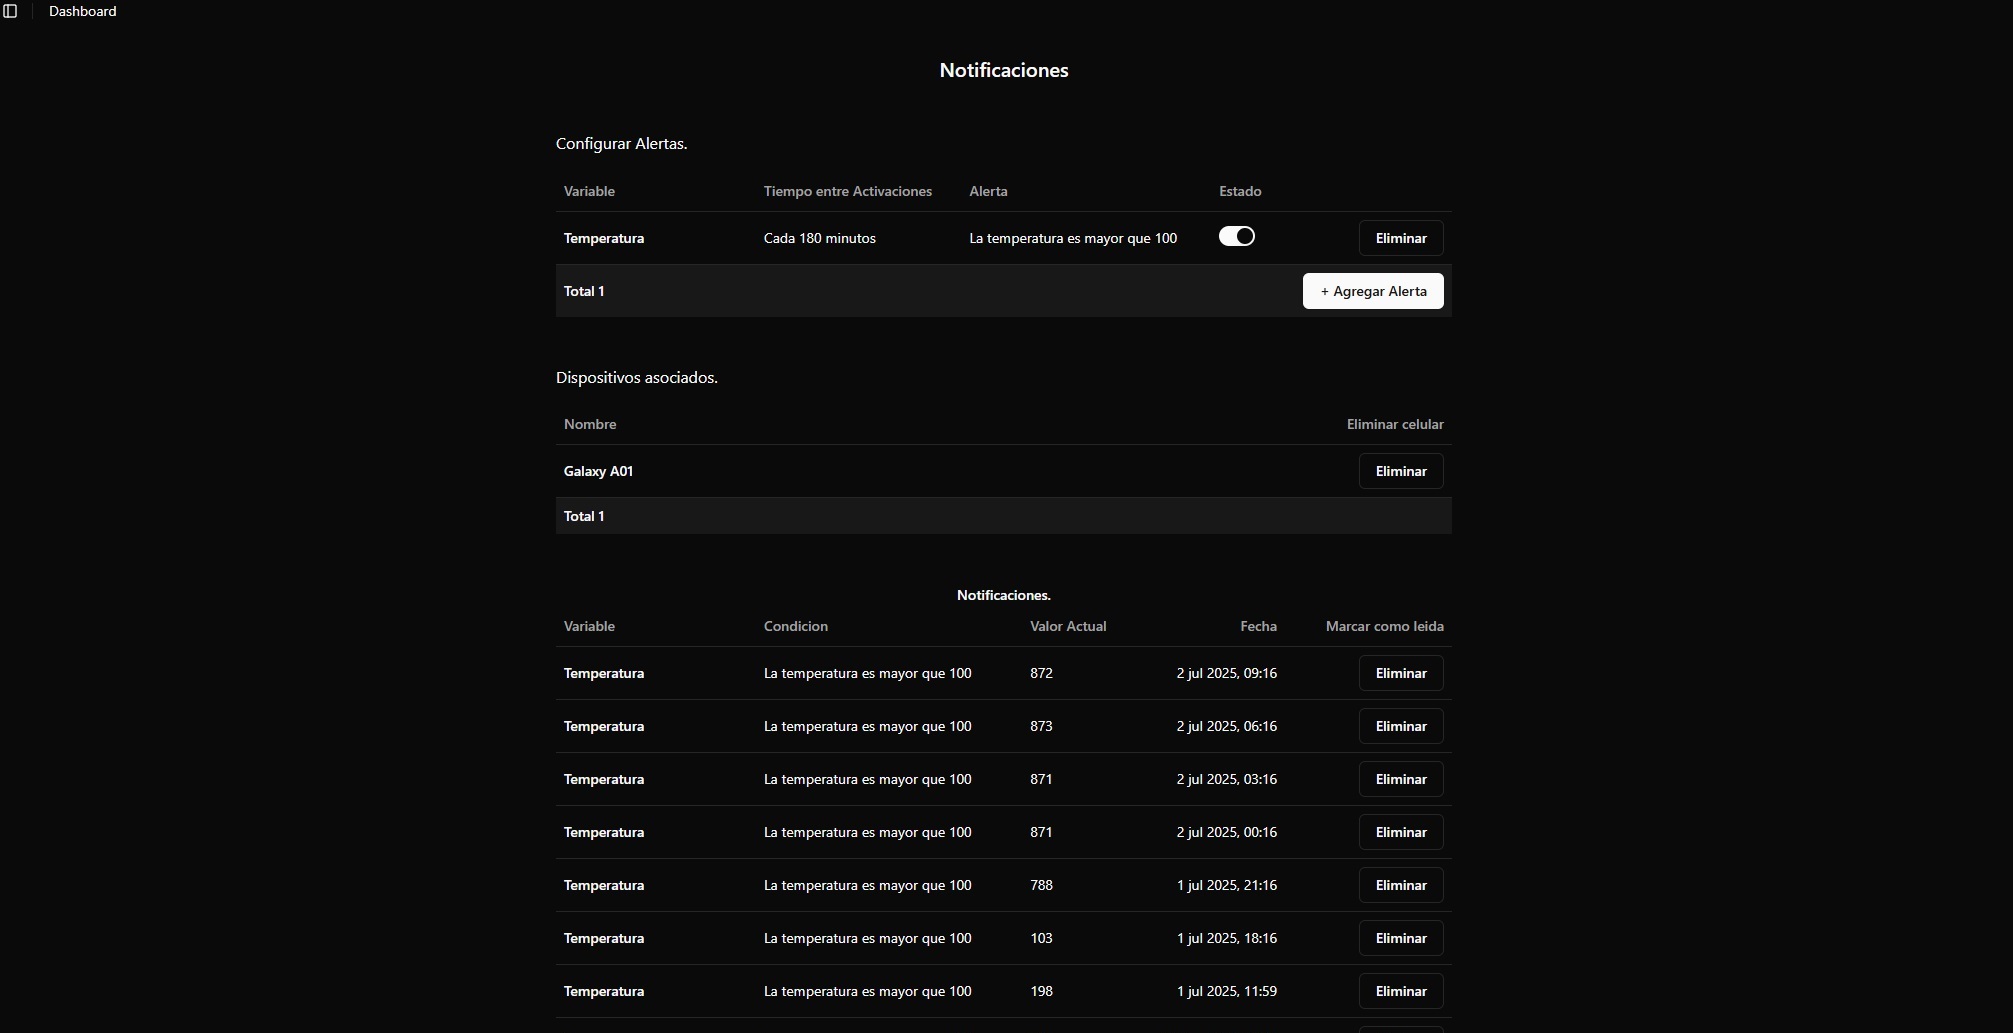 Dashboard
Notificaciones
Configurar Alertas.
Variable Tiempo entre Activaciones Alerta Estado
Temperatura Cada 180 minutos La temperatura es mayor que 100 Eliminar
Total 1 + Agregar Alerta
Dispositivos asociados.
Nombre Eliminar celular
Galaxy A01 Eliminar
Total 1
Notificaciones.
Variable Condicion Valor Actual Fecha Marcar como leida
Temperatura La temperatura es mayor que 100 872 2 jul 2025, 09:16 Eliminar
Temperatura La temperatura es mayor que 100 873 2 jul 2025, 06:16 Eliminar
Temperatura La temperatura es mayor que 100 871 2 jul 2025, 03:16 Eliminar
Temperatura La temperatura es mayor que 100 871 2 jul 2025, 00:16 Eliminar
Temperatura La temperatura es mayor que 100 788 1 jul 2025, 21:16 Eliminar
Temperatura La temperatura es mayor que 100 103 1 jul 2025, 18:16 Eliminar
Temperatura La temperatura es mayor que 100 198 1 jul 2025, 11:59 Eliminar